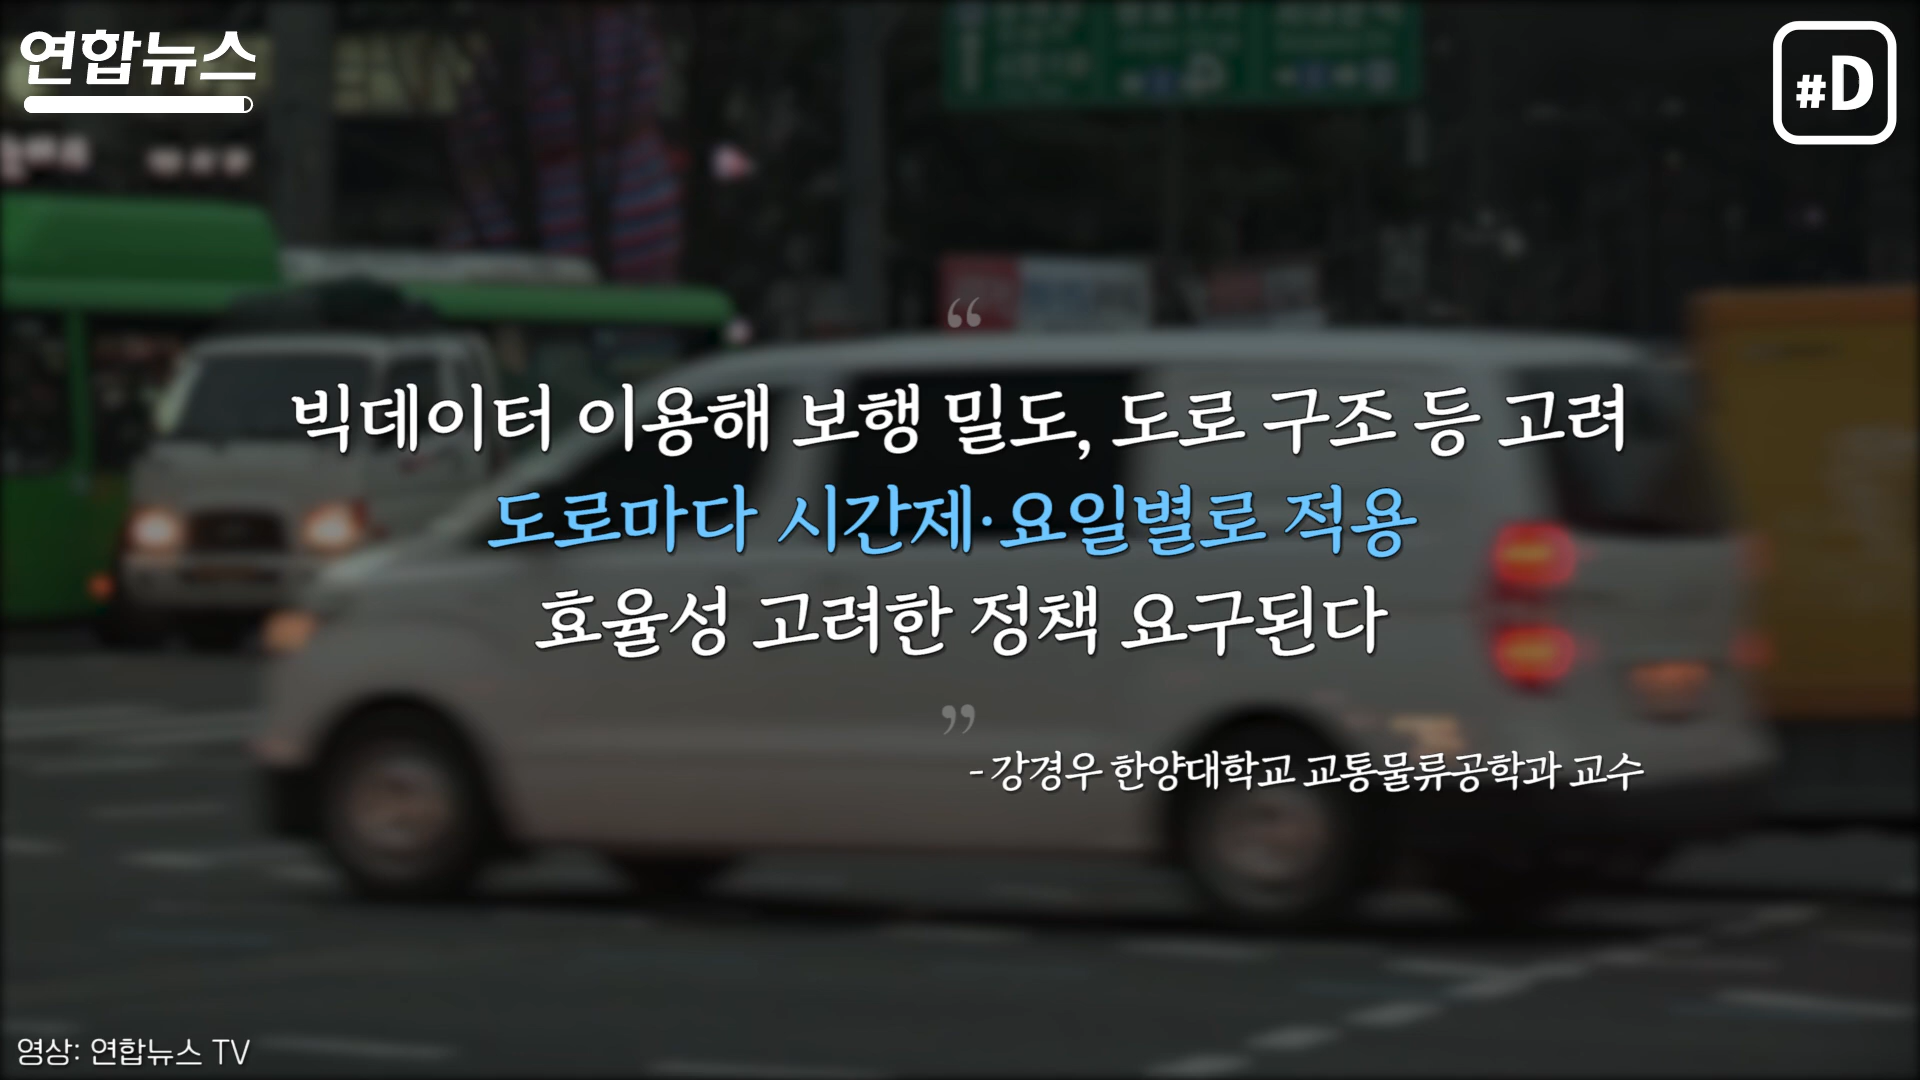 연합뉴스
#D
“
빅데이터 이용해 보행 밀도, 도로 구조 등 고려
도로마다 시간제·요일별로 적용
효율성 고려한 정책 요구된다
”
- 강경우 한양대학교 교통물류공학과 교수
영상: 연합뉴스 TV